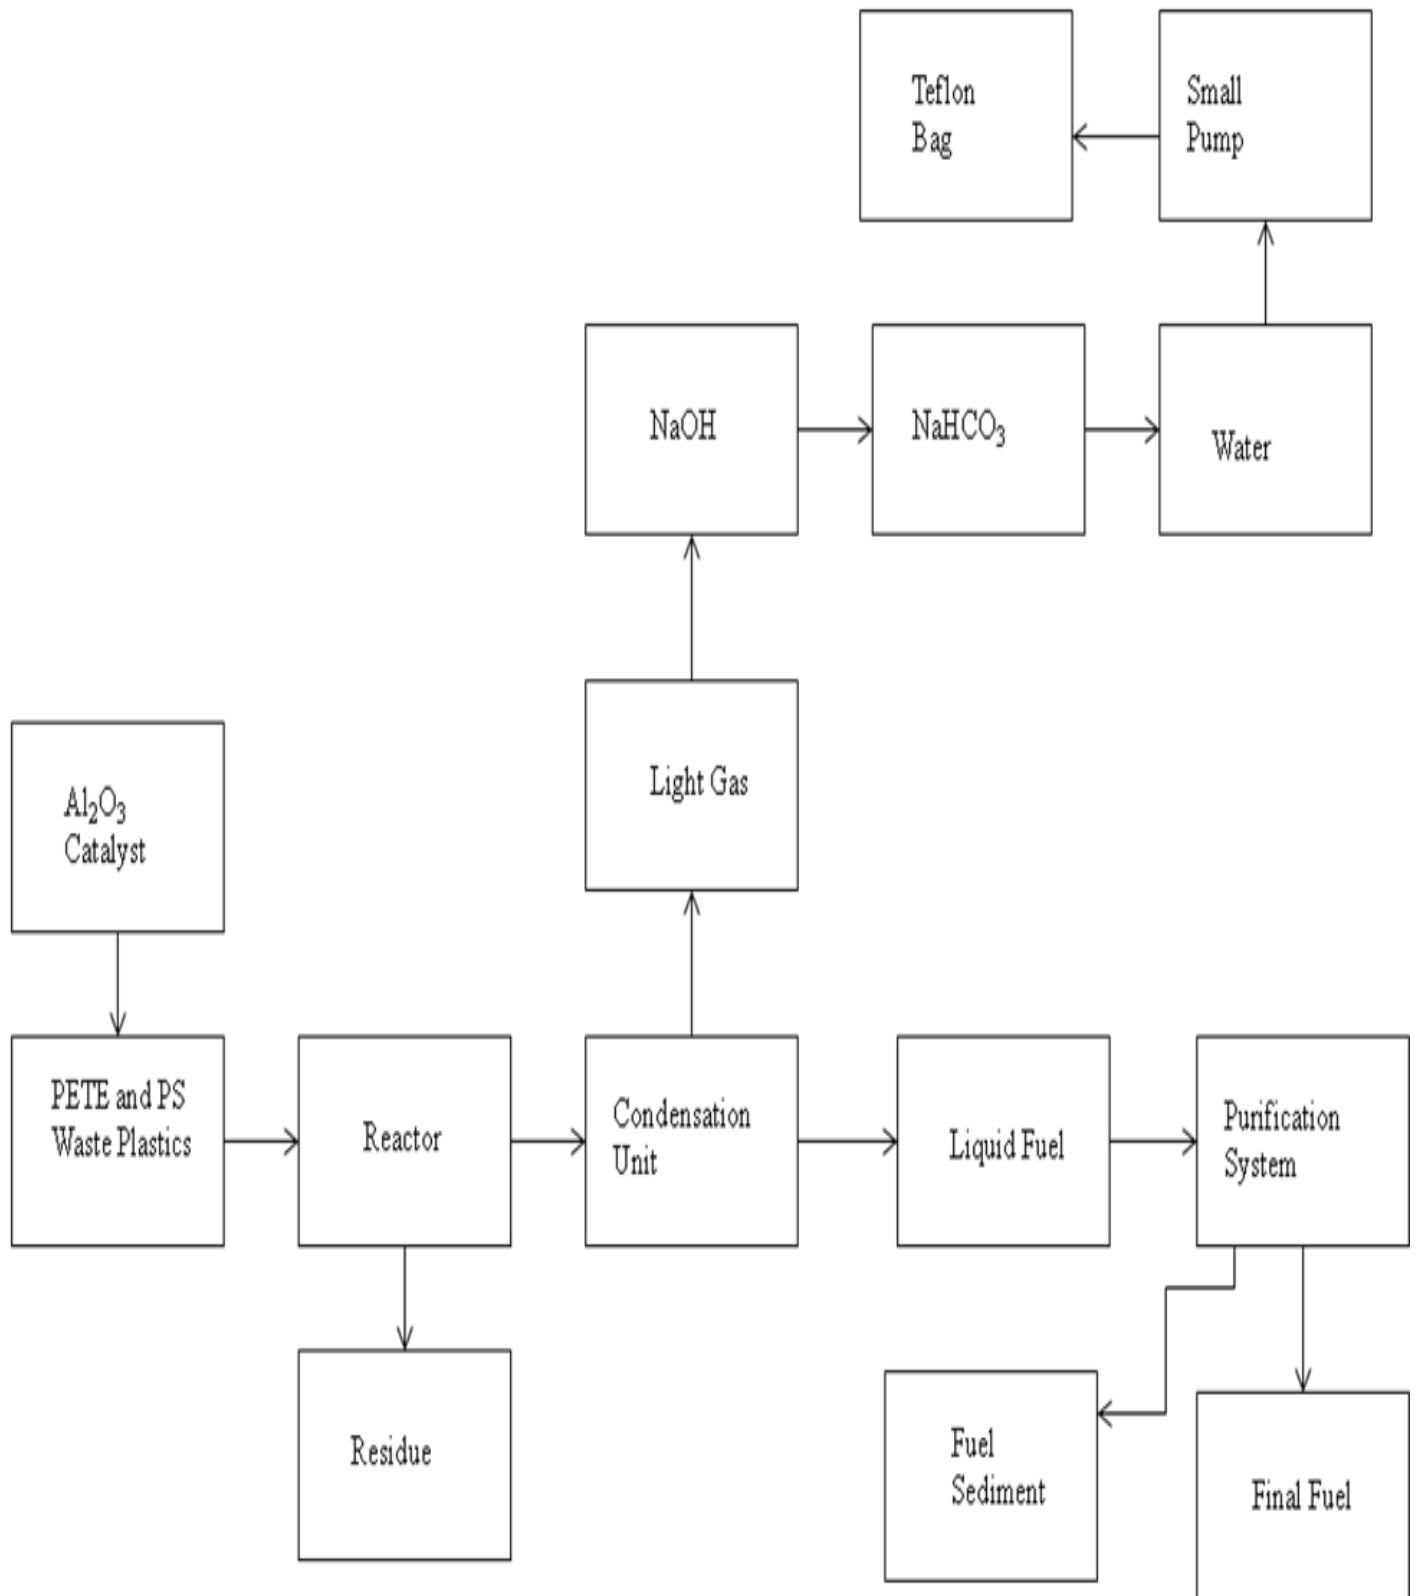 Teflon
Bag
Small
Pump
NaOH
NaHCO₃
Water
Light Gas
Al₂O₃
Catalyst
PETE and PS
Waste Plastics
Reactor
Condensation
Unit
Liquid Fuel
Purification
System
Residue
Fuel
Sediment
Final Fuel